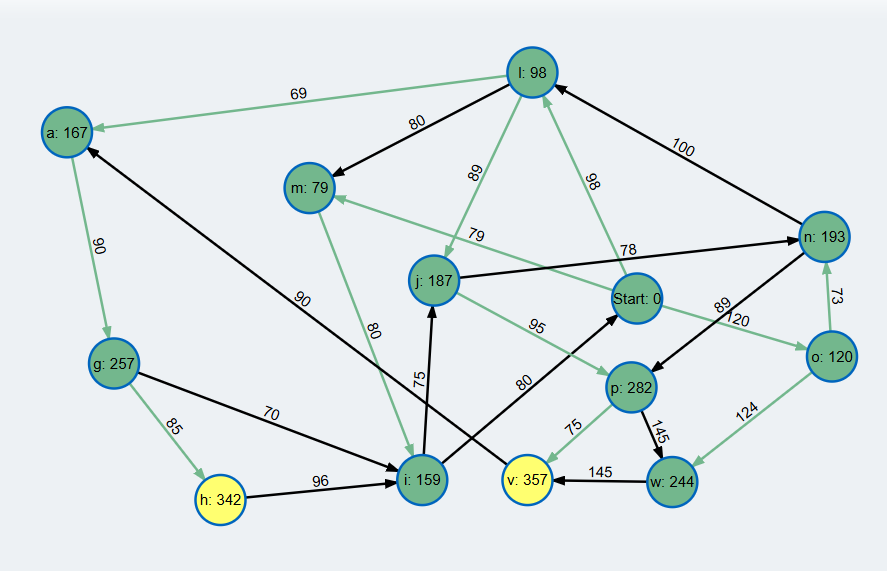 l: 98
69
80
a: 167
100
89
98
m: 79
79
n: 193
90
78
j: 187
90
Start: 0
73
89
120
95
80
g: 257
o: 120
75
80
p: 282
70
124
85
75
145
145
96
i: 159
v: 357
w: 244
h: 342